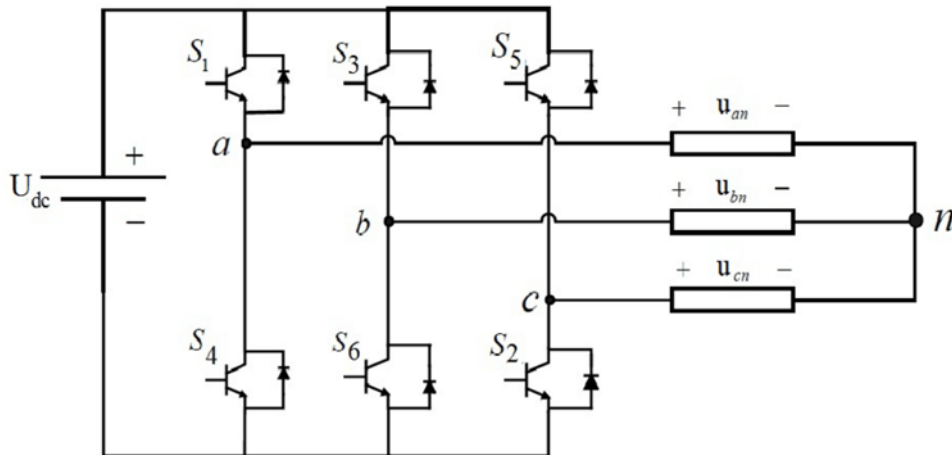 S1
S3
S5
+ uan −
a
+
Udc
−
+ ubn −
b
n
+ ucn −
c
S4
S6
S2